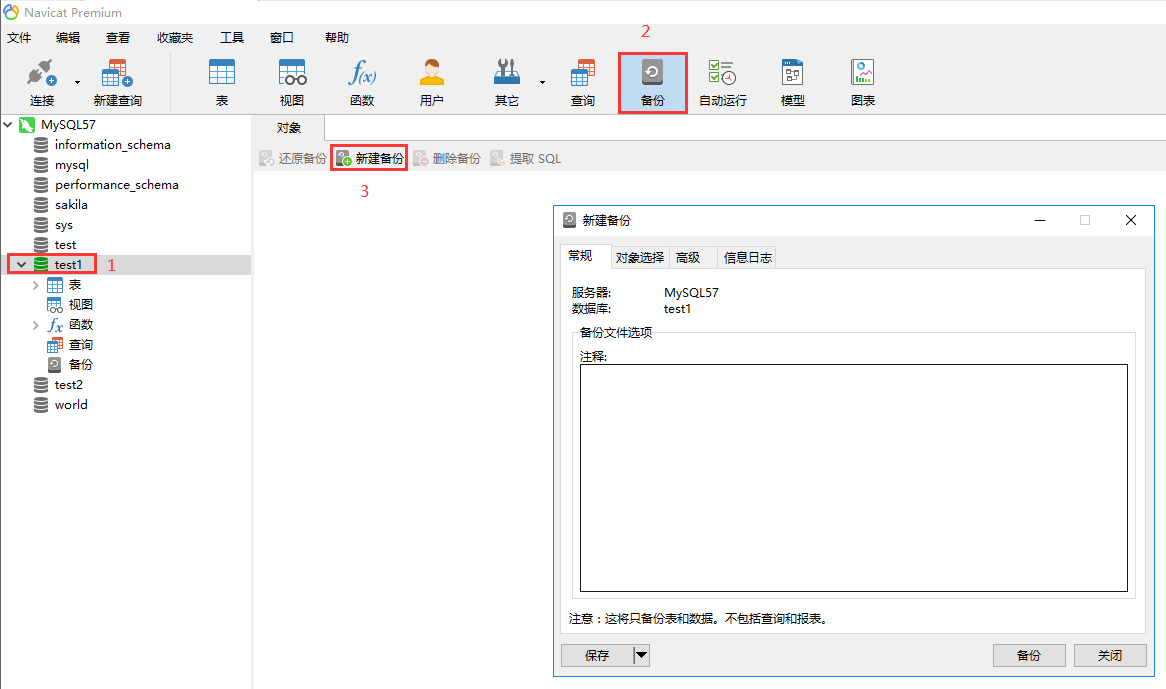 Navicat Premium
文件 编辑 查看 收藏夹 工具 窗口 帮助
2
连接 新建查询 表 视图 函数 用户 其它 查询 备份 自动运行 模型 图表
MySQL57
information_schema
mysql
performance_schema
sakila
sys
test
test1 1
表
视图
函数
查询
备份
test2
world
对象
还原备份 新建备份 删除备份 提取 SQL
3
新建备份
常规 对象选择 高级 信息日志
服务器: MySQL57
数据库: test1
备份文件选项
注释:
注意：这将只备份表和数据。不包括查询和报表。
保存 备份 关闭